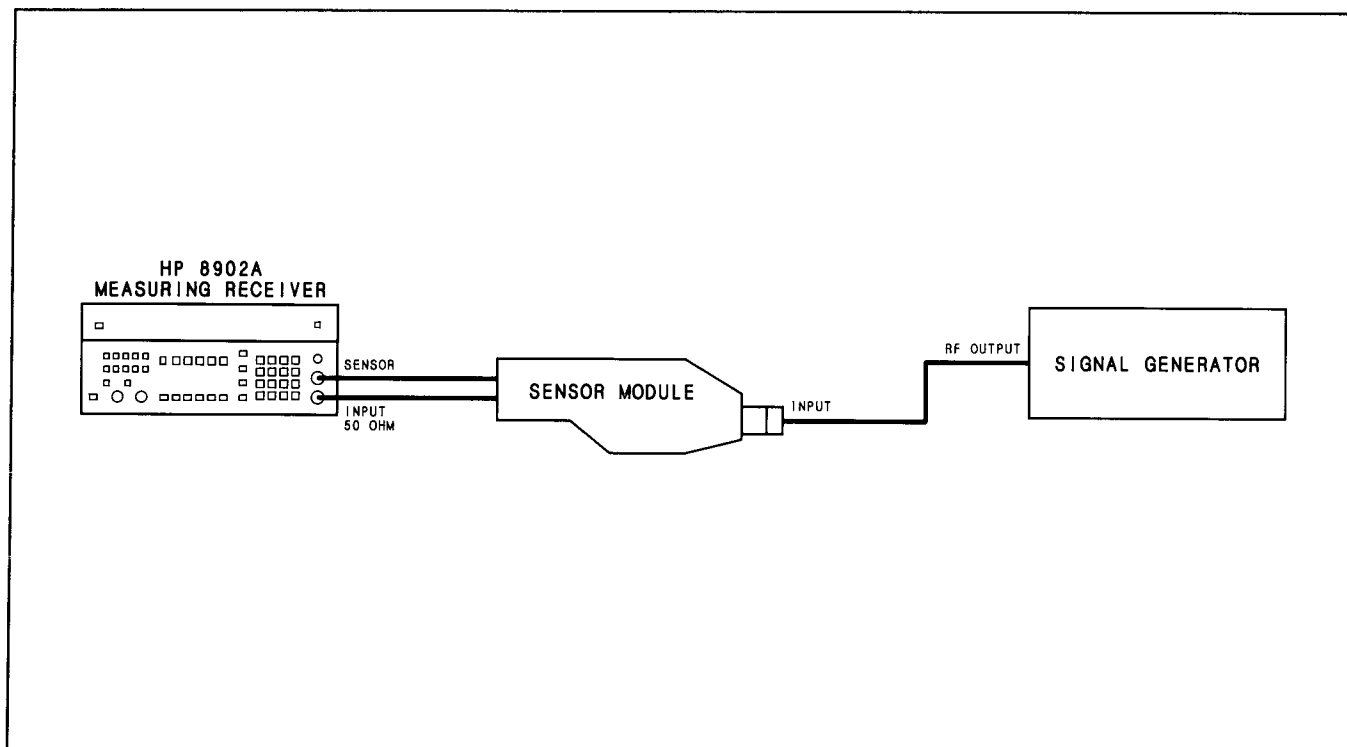 HP 8902A
MEASURING RECEIVER
SENSOR
INPUT
50 OHM
SENSOR MODULE
INPUT
RF OUTPUT
SIGNAL GENERATOR